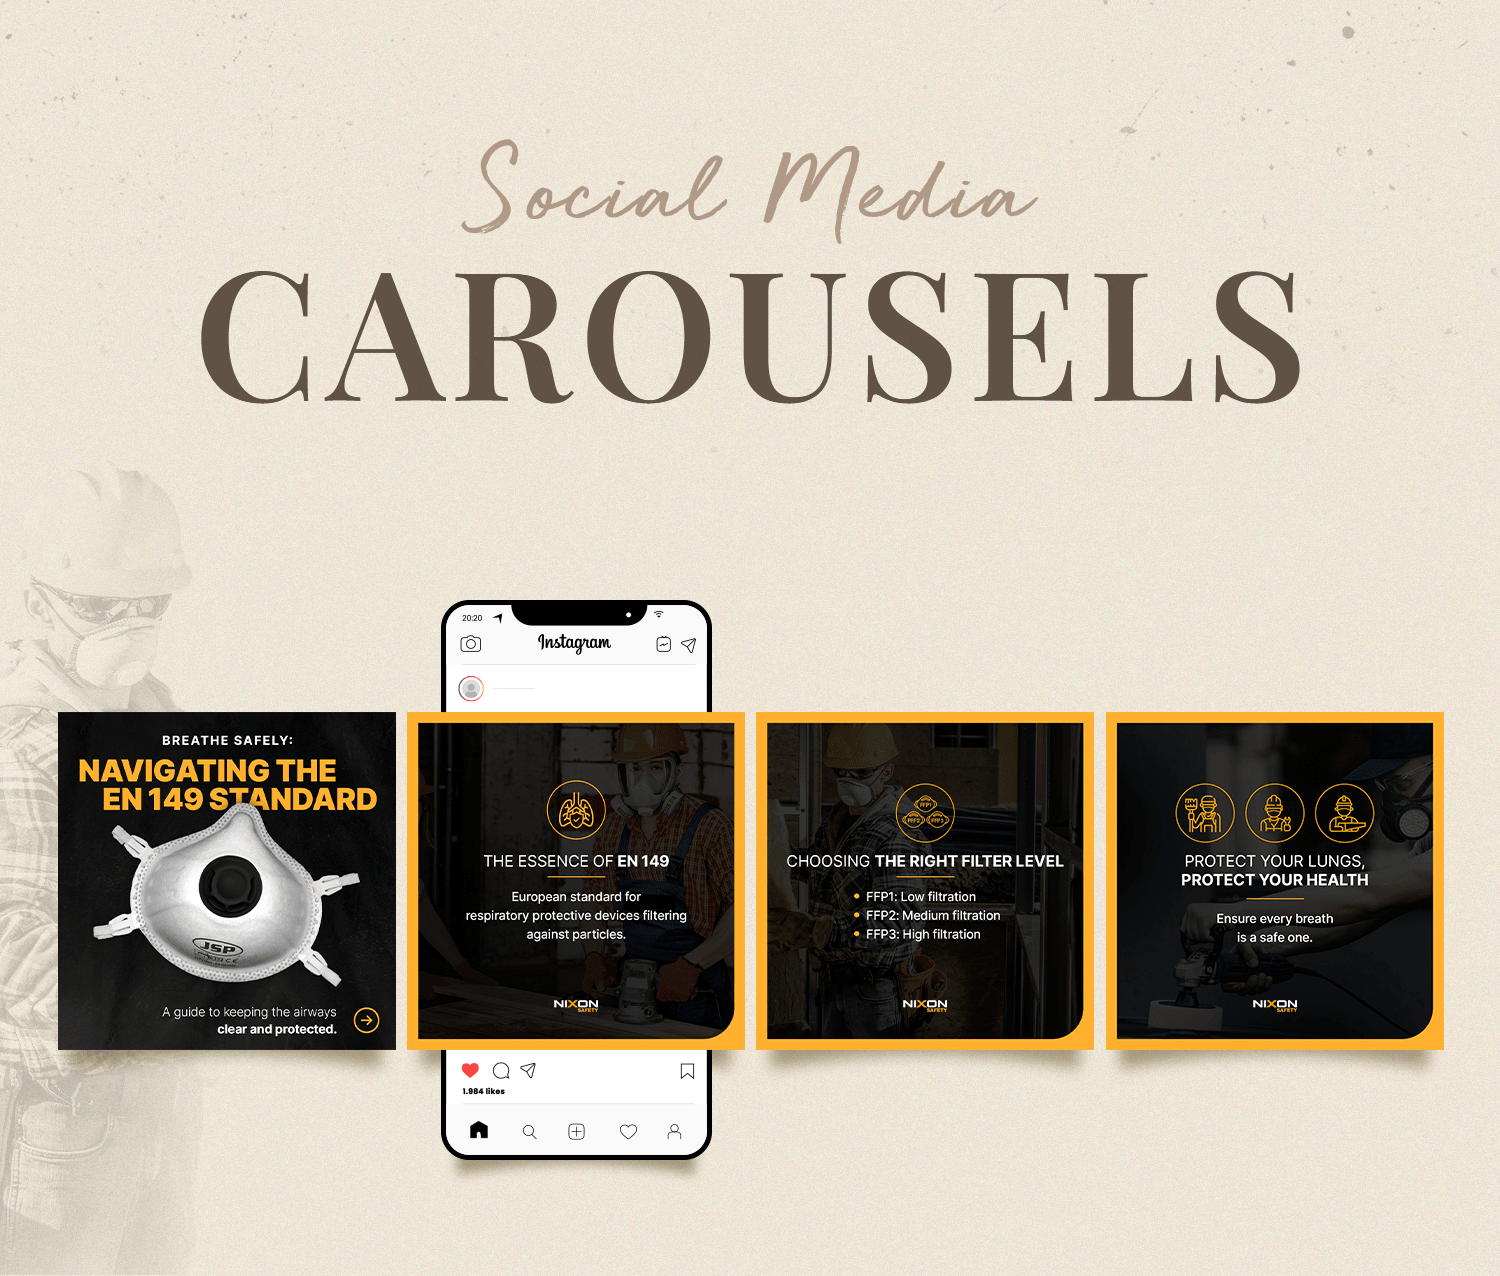 Social Media
CAROUSELS
20:20
Instagram
BREATHE SAFELY:
NAVIGATING THE
EN 149 STANDARD
JSP
A guide to keeping the airways
clear and protected.
THE ESSENCE OF EN 149
European standard for
respiratory protective devices filtering
against particles.
NIXON
SAFETY
FFP1
FFP2
FFP3
CHOOSING THE RIGHT FILTER LEVEL
FFP1: Low filtration
FFP2: Medium filtration
FFP3: High filtration
NIXON
SAFETY
PROTECT YOUR LUNGS,
PROTECT YOUR HEALTH
Ensure every breath
is a safe one.
NIXON
SAFETY
1.984 likes